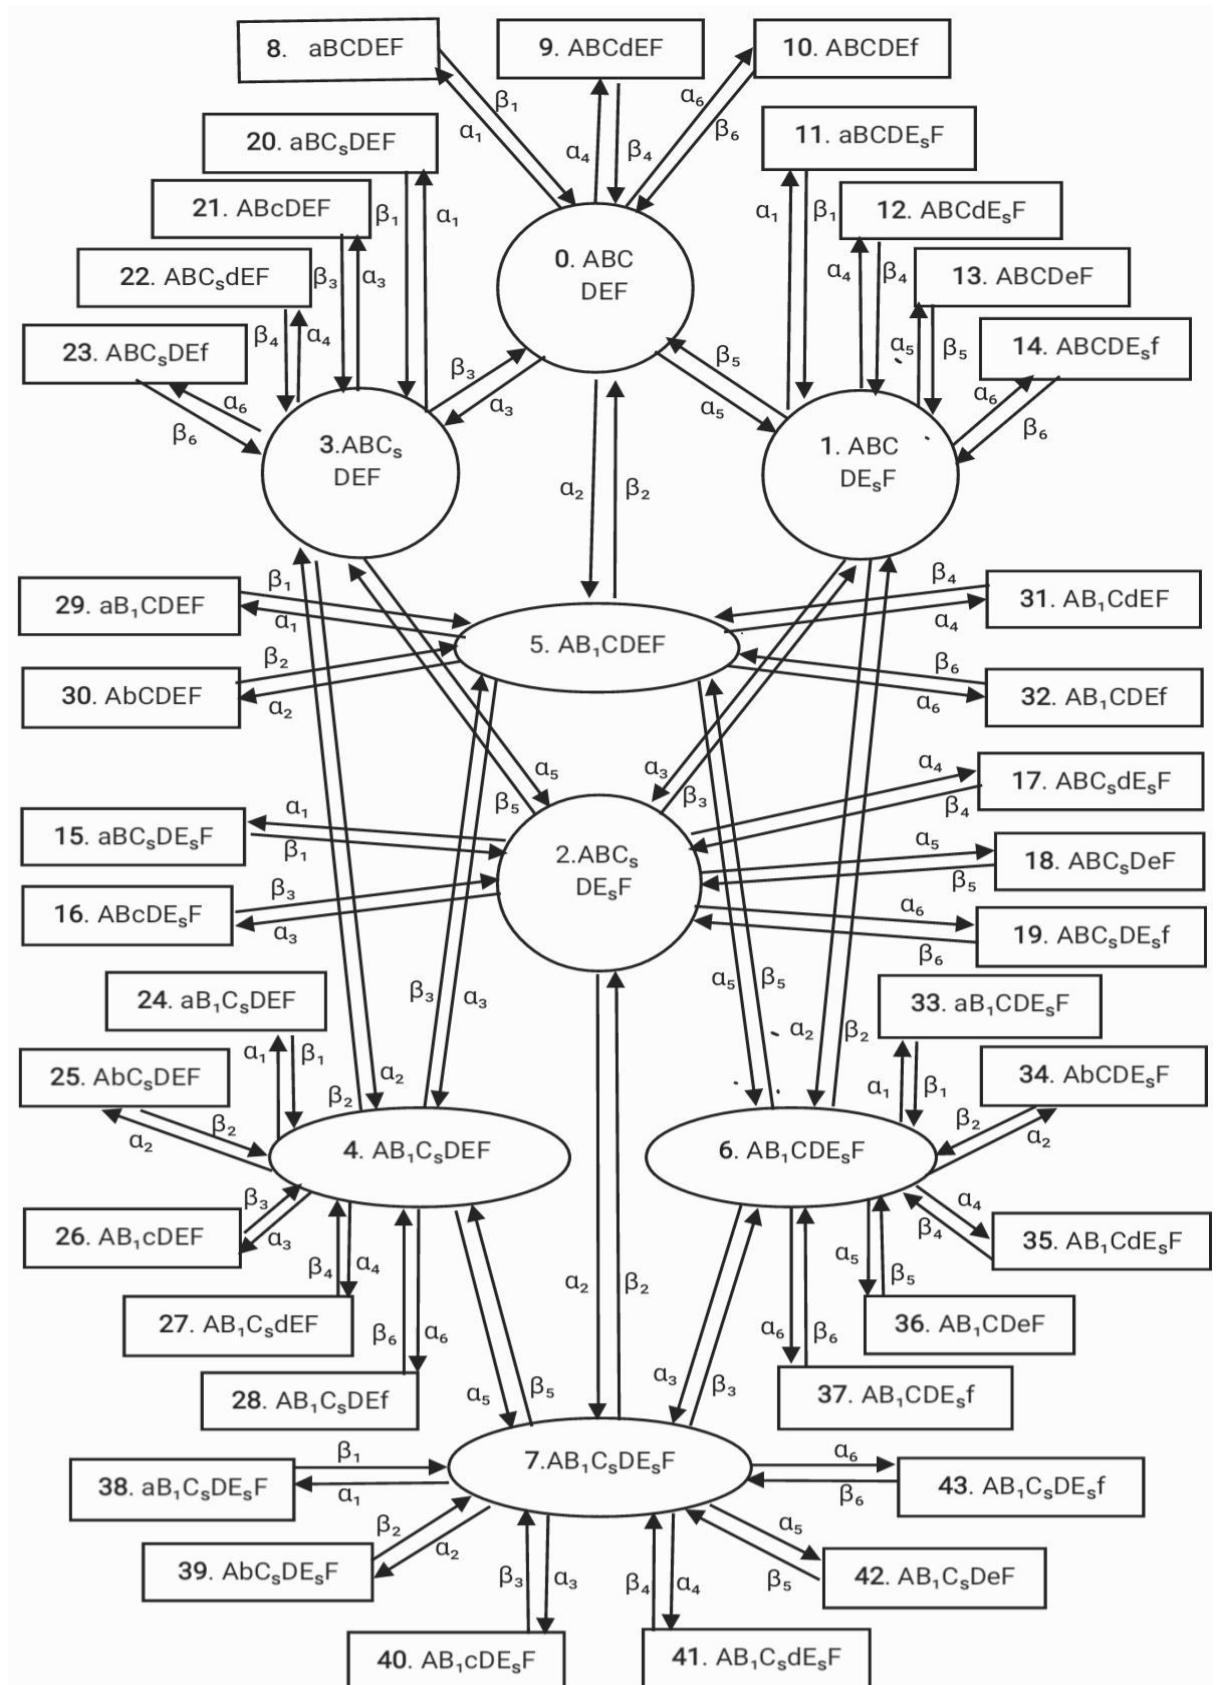 8. aBCDEF
9. ABCdEF
10. ABCDEf
β₁
α₁
α₄
β₄
α₆
β₆
20. aBCₛDEF
11. aBCDEₛF
21. ABcDEF
β₁
α₁
α₁
β₁
12. ABCdEₛF
22. ABCₛdEF
β₃
α₃
0. ABC
DEF
α₄
β₄
13. ABCDeF
23. ABCₛDEf
β₄
α₄
α₅
β₅
14. ABCDEₛf
α₆
β₆
β₃
α₃
β₅
α₅
α₆
β₆
3.ABCₛ
DEF
1. ABC
DEₛF
α₂
β₂
29. aB₁CDEF
β₁
α₁
5. AB₁CDEF
β₄
α₄
31. AB₁CdEF
30. AbCDEF
β₂
α₂
β₆
α₆
32. AB₁CDEf
α₅
β₅
α₃
β₃
α₄
β₄
17. ABCₛdEₛF
15. aBCₛDEₛF
α₁
β₁
2.ABCₛ
DEₛF
α₅
β₅
18. ABCₛDeF
16. ABcDEₛF
β₃
α₃
α₆
β₆
19. ABCₛDEₛf
24. aB₁CₛDEF
β₃
α₃
α₅
β₅
33. aB₁CDEₛF
25. AbCₛDEF
α₁
β₁
β₂
α₂
α₂
β₂
α₁
β₁
34. AbCDEₛF
β₂
α₂
4. AB₁CₛDEF
6. AB₁CDEₛF
β₂
α₂
26. AB₁cDEF
β₃
α₃
α₄
β₄
35. AB₁CdEₛF
27. AB₁CₛdEF
β₄
α₄
α₂
β₂
α₅
β₅
36. AB₁CDeF
28. AB₁CₛDEf
β₆
α₆
α₆
β₆
37. AB₁CDEₛf
α₅
β₅
α₃
β₃
38. aB₁CₛDEₛF
β₁
α₁
7.AB₁CₛDEₛF
α₆
β₆
43. AB₁CₛDEₛf
39. AbCₛDEₛF
β₂
α₂
α₅
β₅
42. AB₁CₛDeF
β₃
α₃
β₄
α₄
40. AB₁cDEₛF
41. AB₁CₛdEₛF